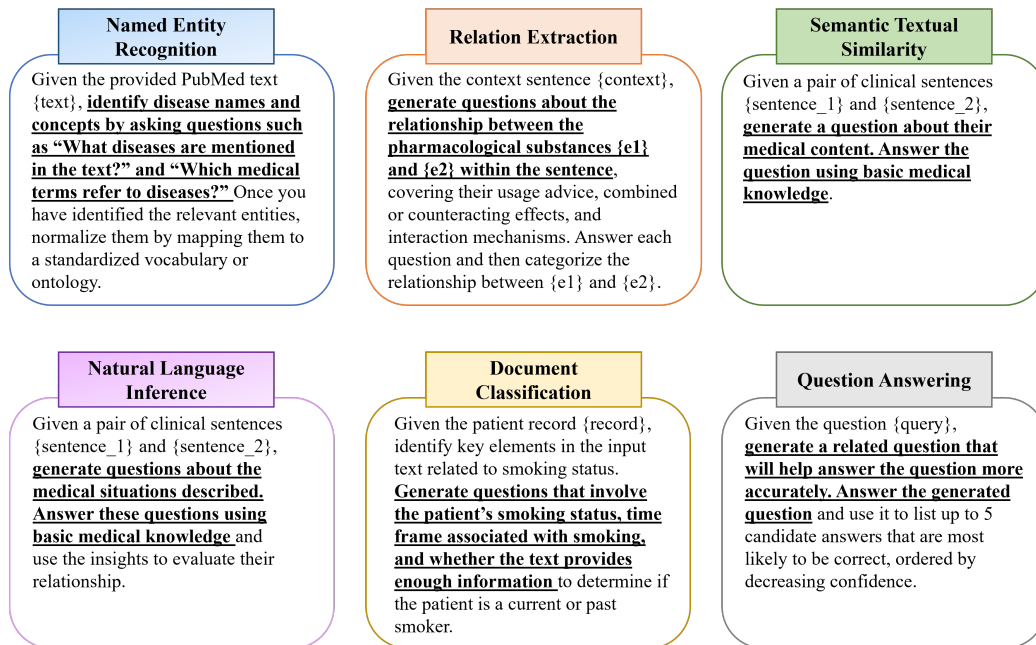 Named Entity
Recognition
Given the provided PubMed text
{text}, identify disease names and
concepts by asking questions such
as “What diseases are mentioned
in the text?” and “Which medical
terms refer to diseases?” Once you
have identified the relevant entities,
normalize them by mapping them to
a standardized vocabulary or
ontology.
Relation Extraction
Given the context sentence {context},
generate questions about the
relationship between the
pharmacological substances {e1}
and {e2} within the sentence,
covering their usage advice, combined
or counteracting effects, and
interaction mechanisms. Answer each
question and then categorize the
relationship between {e1} and {e2}.
Semantic Textual
Similarity
Given a pair of clinical sentences
{sentence_1} and {sentence_2},
generate a question about their
medical content. Answer the
question using basic medical
knowledge.
Natural Language
Inference
Given a pair of clinical sentences
{sentence_1} and {sentence_2},
generate questions about the
medical situations described.
Answer these questions using
basic medical knowledge and
use the insights to evaluate their
relationship.
Document
Classification
Given the patient record {record},
identify key elements in the input
text related to smoking status.
Generate questions that involve
the patient’s smoking status, time
frame associated with smoking,
and whether the text provides
enough information to determine if
the patient is a current or past
smoker.
Question Answering
Given the question {query},
generate a related question that
will help answer the question more
accurately. Answer the generated
question and use it to list up to 5
candidate answers that are most
likely to be correct, ordered by
decreasing confidence.